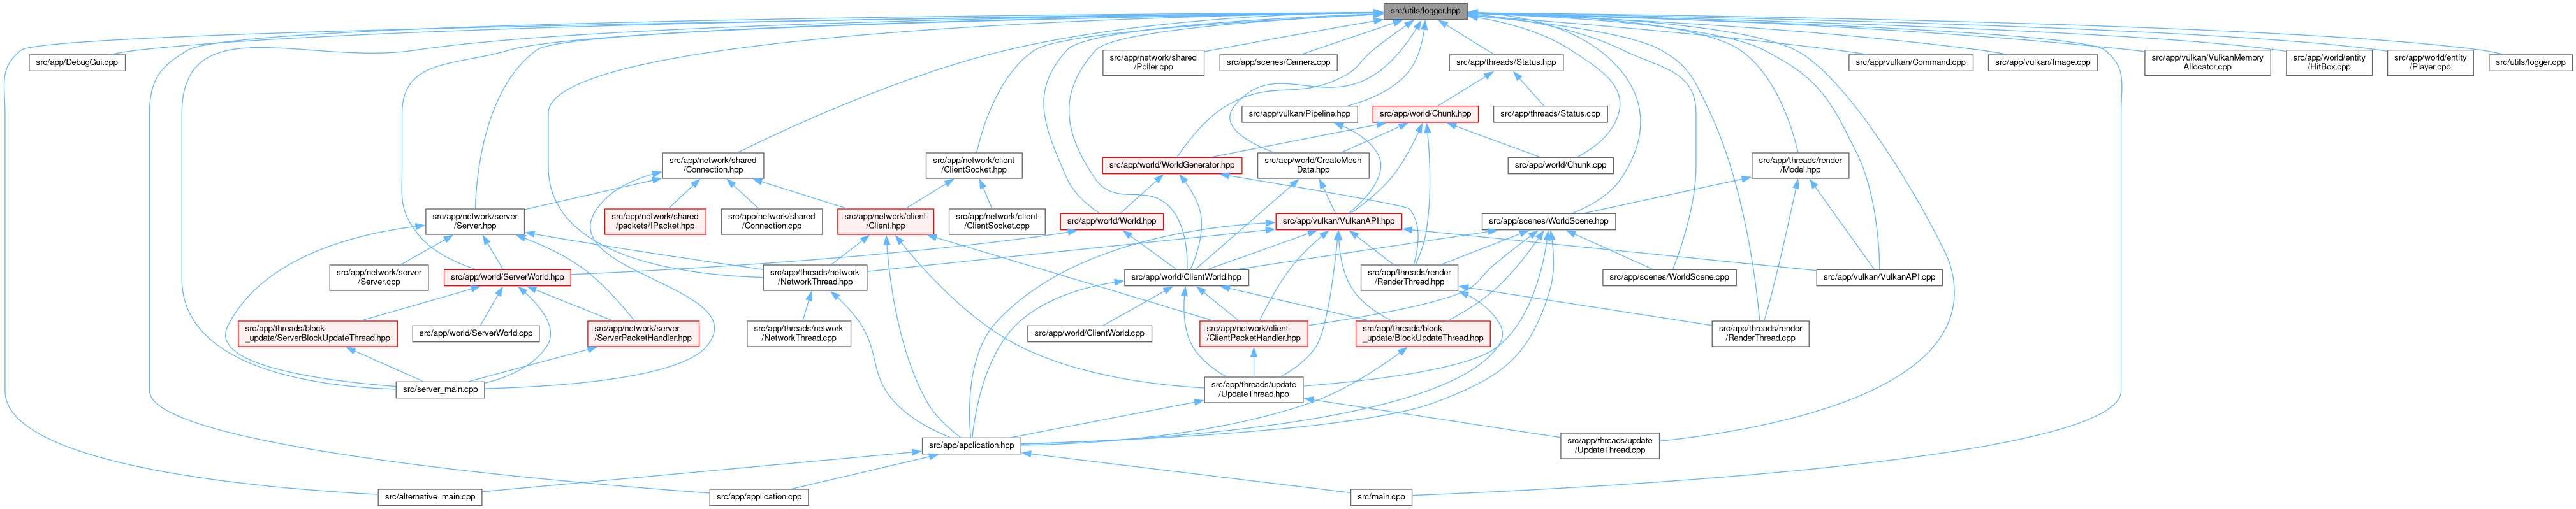 src/utils/logger.hpp
src/app/DebugGui.cpp
src/app/network/shared
/Poller.cpp
src/app/scenes/Camera.cpp
src/app/threads/Status.hpp
src/app/vulkan/Command.cpp
src/app/vulkan/Image.cpp
src/app/vulkan/VulkanMemory
Allocator.cpp
src/app/world/entity
/HitBox.cpp
src/app/world/entity
/Player.cpp
src/utils/logger.cpp
src/app/vulkan/Pipeline.hpp
src/app/world/Chunk.hpp
src/app/threads/Status.cpp
src/app/network/shared
/Connection.hpp
src/app/network/client
/ClientSocket.hpp
src/app/world/WorldGenerator.hpp
src/app/world/CreateMesh
Data.hpp
src/app/world/Chunk.cpp
src/app/threads/render
/Model.hpp
src/app/network/server
/Server.hpp
src/app/network/shared
/packets/IPacket.hpp
src/app/network/shared
/Connection.cpp
src/app/network/client
/Client.hpp
src/app/network/client
/ClientSocket.cpp
src/app/world/World.hpp
src/app/vulkan/VulkanAPI.hpp
src/app/scenes/WorldScene.hpp
src/app/network/server
/Server.cpp
src/app/world/ServerWorld.hpp
src/app/threads/network
/NetworkThread.hpp
src/app/world/ClientWorld.hpp
src/app/threads/render
/RenderThread.hpp
src/app/scenes/WorldScene.cpp
src/app/vulkan/VulkanAPI.cpp
src/app/threads/block
_update/ServerBlockUpdateThread.hpp
src/app/world/ServerWorld.cpp
src/app/network/server
/ServerPacketHandler.hpp
src/app/threads/network
/NetworkThread.cpp
src/app/world/ClientWorld.cpp
src/app/network/client
/ClientPacketHandler.hpp
src/app/threads/block
_update/BlockUpdateThread.hpp
src/app/threads/render
/RenderThread.cpp
src/server_main.cpp
src/app/threads/update
/UpdateThread.hpp
src/app/application.hpp
src/app/threads/update
/UpdateThread.cpp
src/alternative_main.cpp
src/app/application.cpp
src/main.cpp